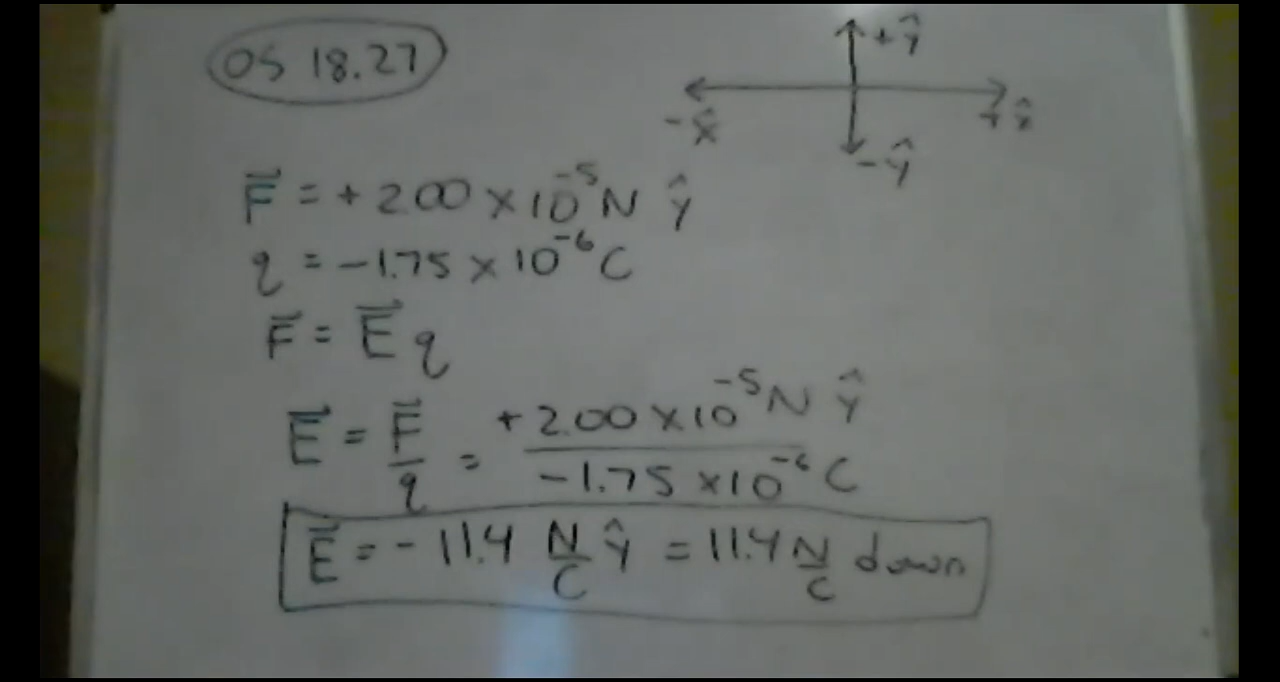 OS 18.27
+ŷ
-x̂
+x̂
-ŷ
F⃗ = +2.00 × 10⁻⁵ N ŷ
q = -1.75 × 10⁻⁶ C
F⃗ = E⃗ q
E⃗ = F⃗/q = +2.00 × 10⁻⁵ N ŷ / -1.75 × 10⁻⁶ C
E⃗ = -11.4 N/C ŷ = 11.4 N/C down